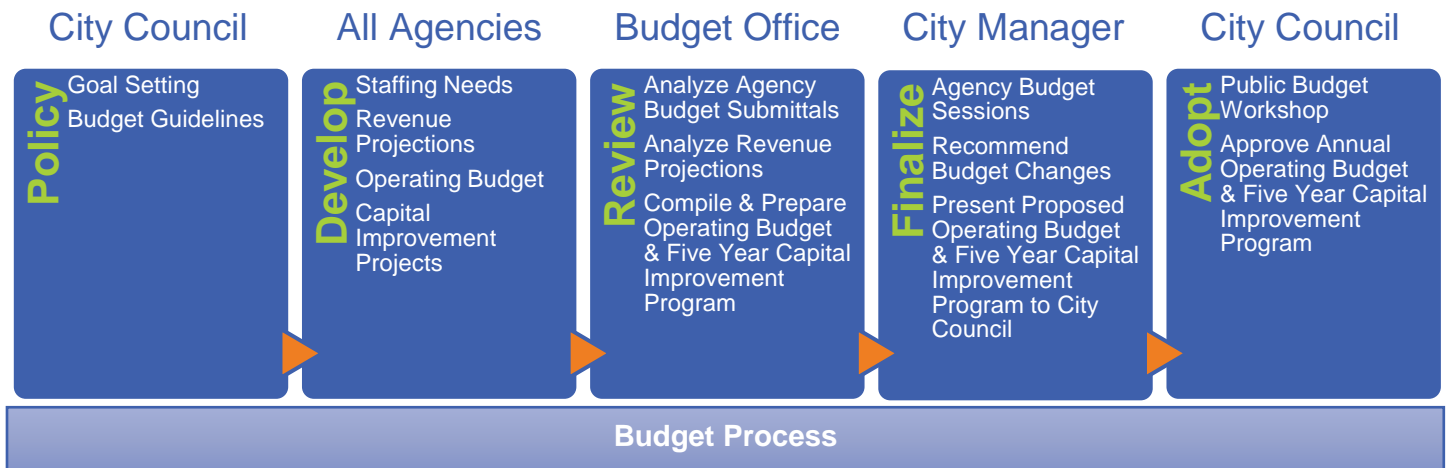 City Council
Policy
Goal Setting
Budget Guidelines
All Agencies
Develop
Staffing Needs
Revenue
Projections
Operating Budget
Capital
Improvement
Projects
Budget Office
Review
Analyze Agency
Budget Submittals
Analyze Revenue
Projections
Compile & Prepare
Operating Budget
& Five Year Capital
Improvement
Program
City Manager
Finalize
Agency Budget
Sessions
Recommend
Budget Changes
Present Proposed
Operating Budget
& Five Year Capital
Improvement
Program to City
Council
City Council
Adopt
Public Budget
Workshop
Approve Annual
Operating Budget
& Five Year Capital
Improvement
Program
Budget Process